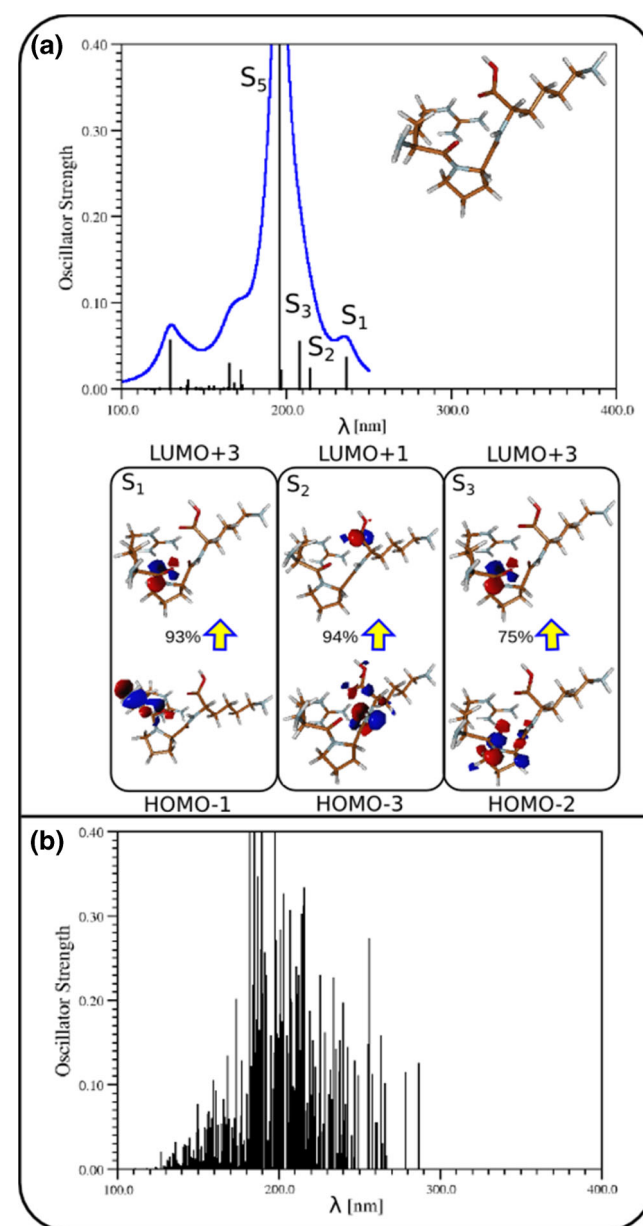 (a)
0.40
0.30
0.20
0.10
0.00
Oscillator Strength
S5
S3
S2
S1
100.0 200.0 300.0 400.0
λ [nm]
LUMO+3 LUMO+1 LUMO+3
S1 S2 S3
93% 94% 75%
HOMO-1 HOMO-3 HOMO-2
(b)
0.40
0.30
0.20
0.10
0.00
Oscillator Strength
100.0 200.0 300.0 400.0
λ [nm]